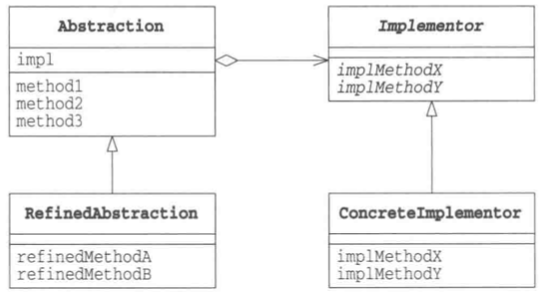 Abstraction
impl
method1
method2
method3
Implementor
implMethodX
implMethodY
RefinedAbstraction
refinedMethodA
refinedMethodB
ConcreteImplementor
implMethodX
implMethodY